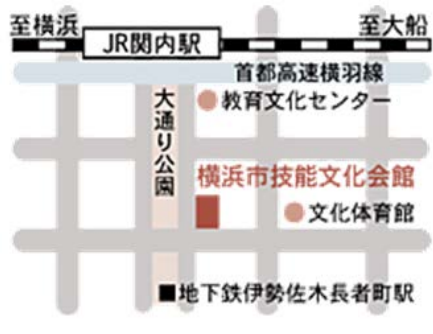 至横浜
至大船
JR関内駅
首都高速横羽線
教育文化センター
大通り公園
横浜市技能文化会館
文化体育館
■地下鉄伊勢佐木長者町駅